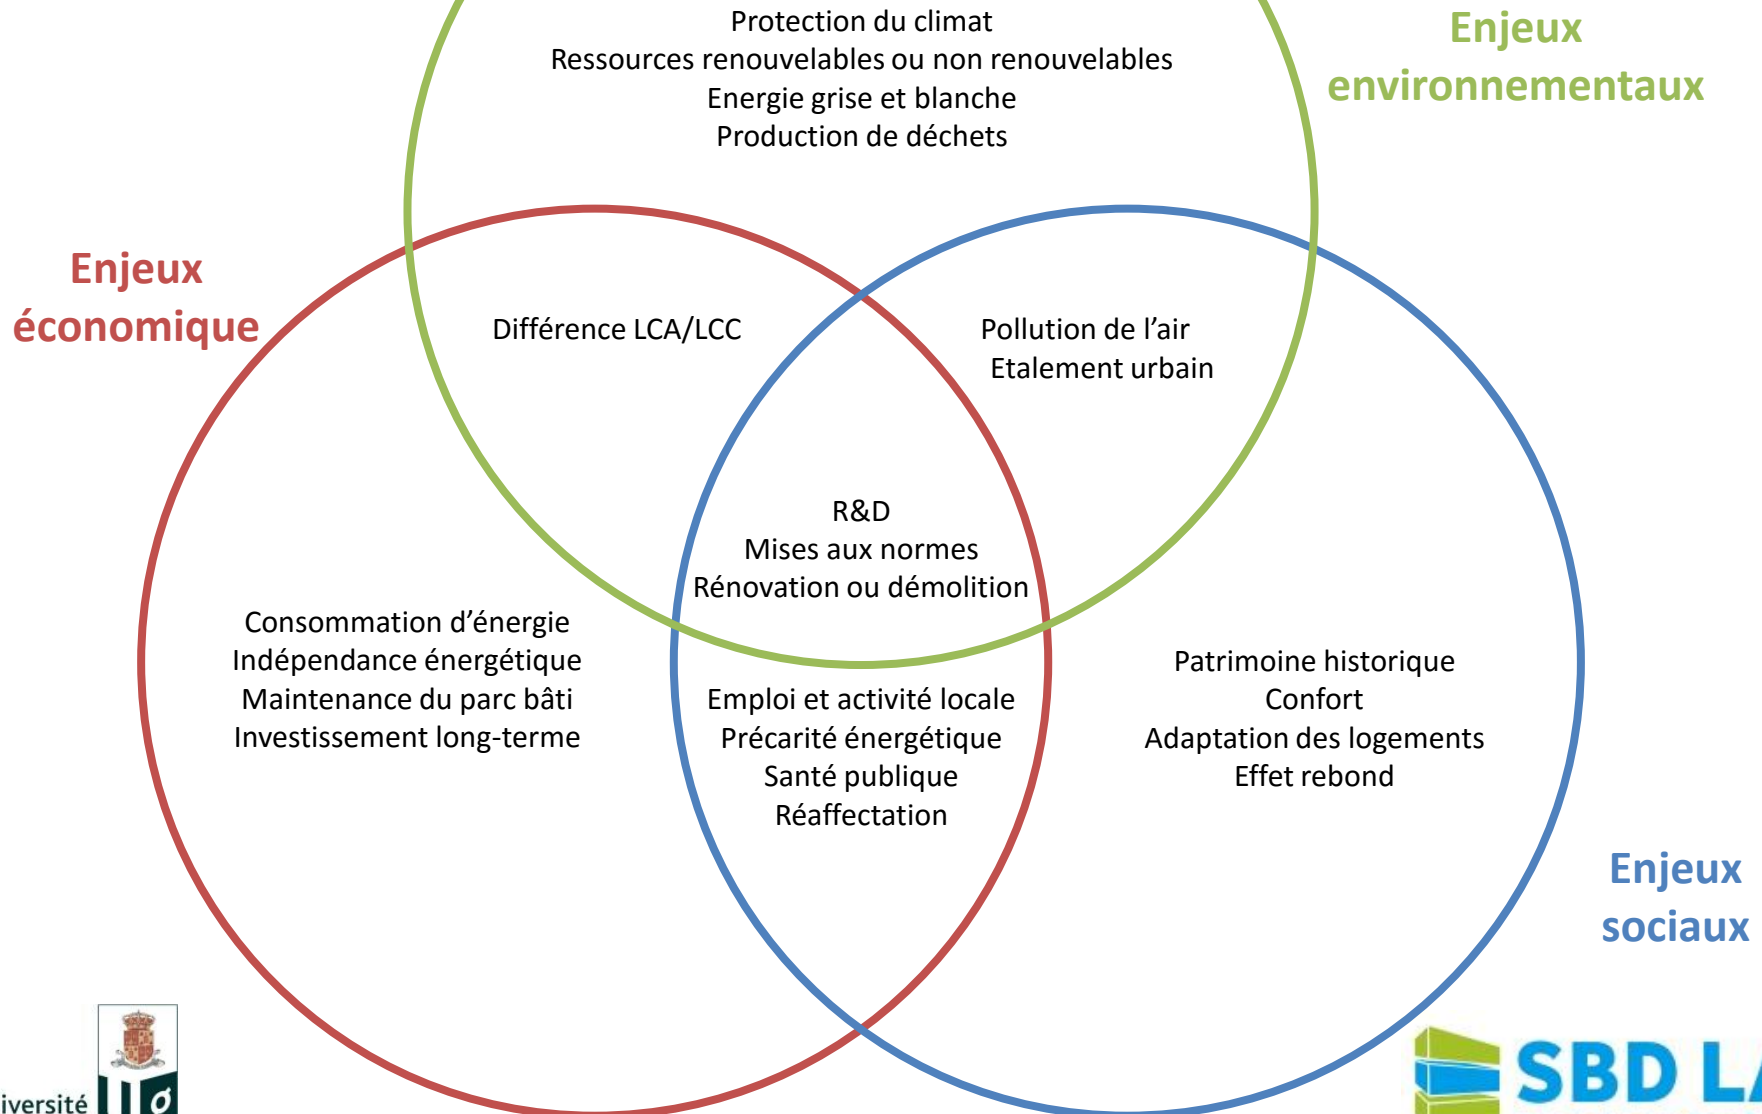 Protection du climat
Ressources renouvelables ou non renouvelables
Energie grise et blanche
Production de déchets
Enjeux
environnementaux
Enjeux
économique
Différence LCA/LCC
Pollution de l’air
Etalement urbain
R&D
Mises aux normes
Rénovation ou démolition
Consommation d’énergie
Indépendance énergétique
Maintenance du parc bâti
Investissement long-terme
Emploi et activité locale
Précarité énergétique
Santé publique
Réaffectation
Patrimoine historique
Confort
Adaptation des logements
Effet rebond
Enjeux
sociaux
iversité
SBD LA